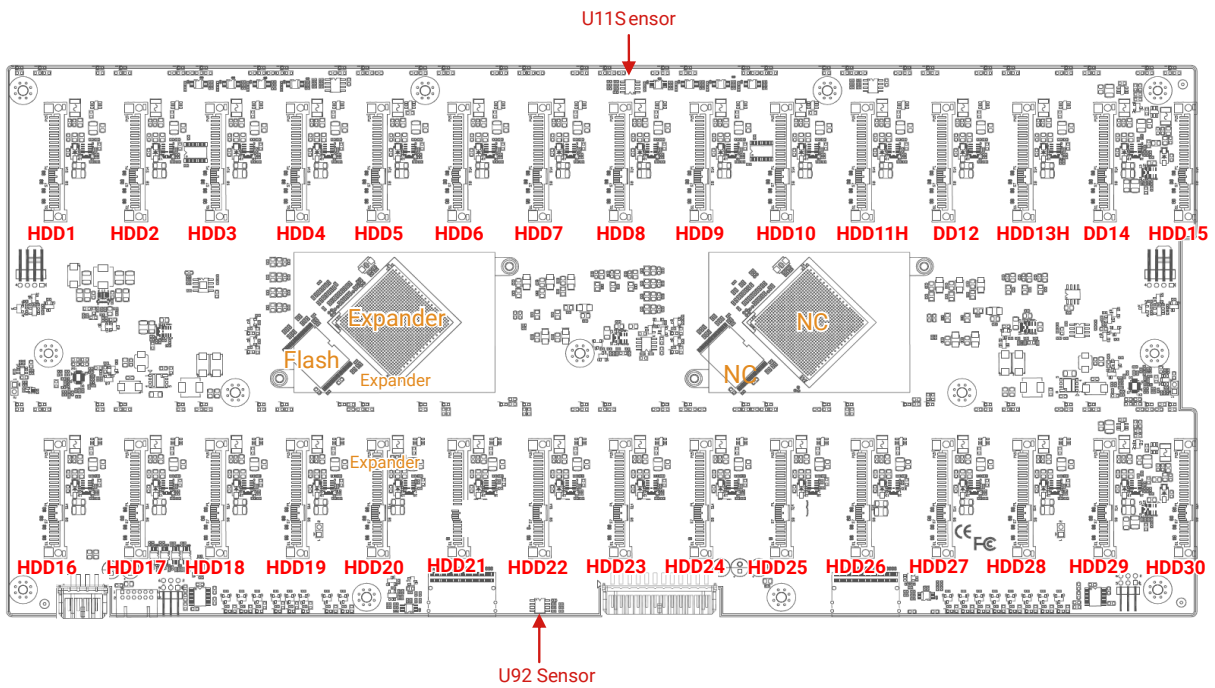 U11Sensor
HDD1 HDD2 HDD3 HDD4 HDD5 HDD6 HDD7 HDD8 HDD9 HDD10 HDD11H DD12 HDD13H DD14 HDD15
Expander
NC
Flash
NC
Expander
Expander
CE FC
HDD16 HDD17 HDD18 HDD19 HDD20 HDD21 HDD22 HDD23 HDD24 HDD25 HDD26 HDD27 HDD28 HDD29 HDD30
U92 Sensor